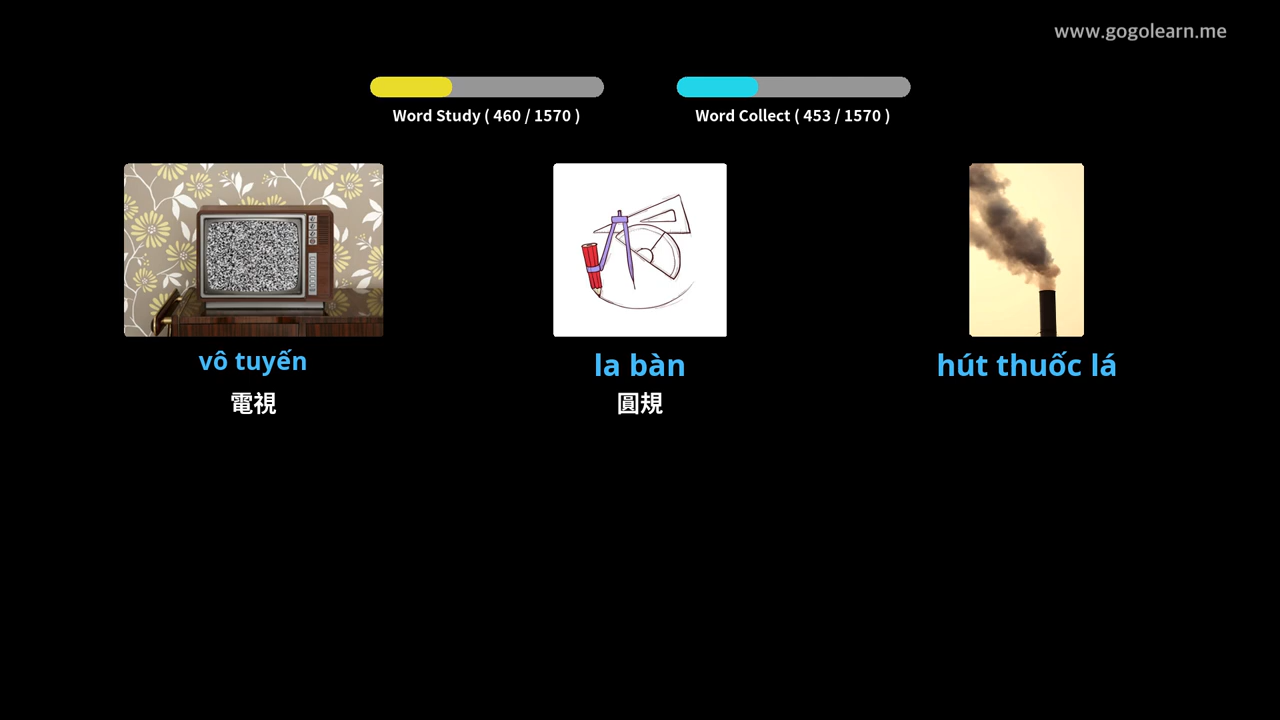 www.gogolearn.me
Word Study ( 460 / 1570 )
Word Collect ( 453 / 1570 )
vô tuyến
la bàn
hút thuốc lá
電視
圓規